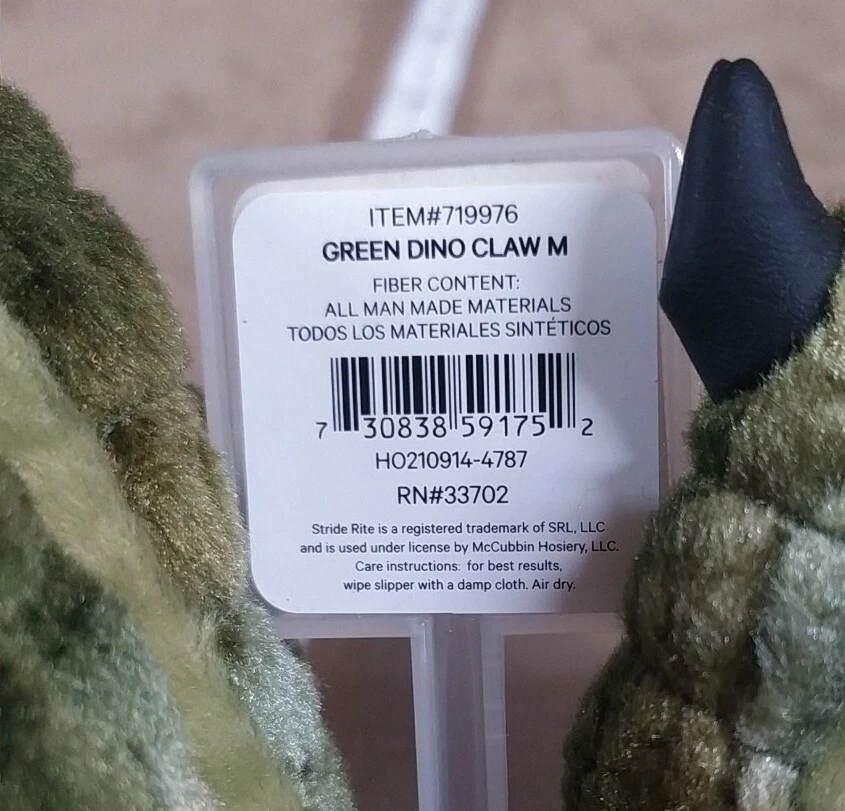 ITEM#719976
GREEN DINO CLAW M
FIBER CONTENT:
ALL MAN MADE MATERIALS
TODOS LOS MATERIALES SINTÉTICOS
7 30838 59175 2
HO210914-4787
RN#33702
Stride Rite is a registered trademark of SRL, LLC
and is used under license by McCubbin Hosiery, LLC.
Care instructions: for best results,
wipe slipper with a damp cloth. Air dry.